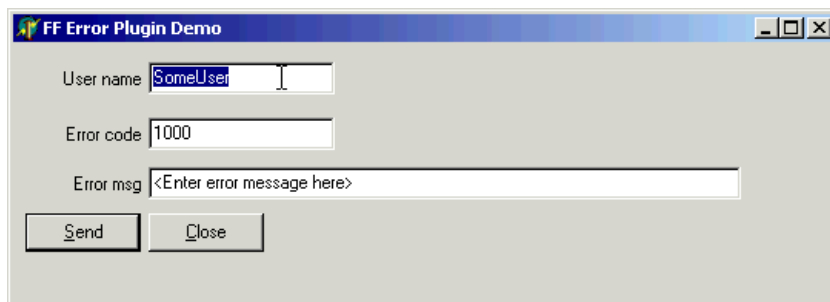 FF Error Plugin Demo
User name SomeUser
Error code 1000
Error msg <Enter error message here>
Send Close